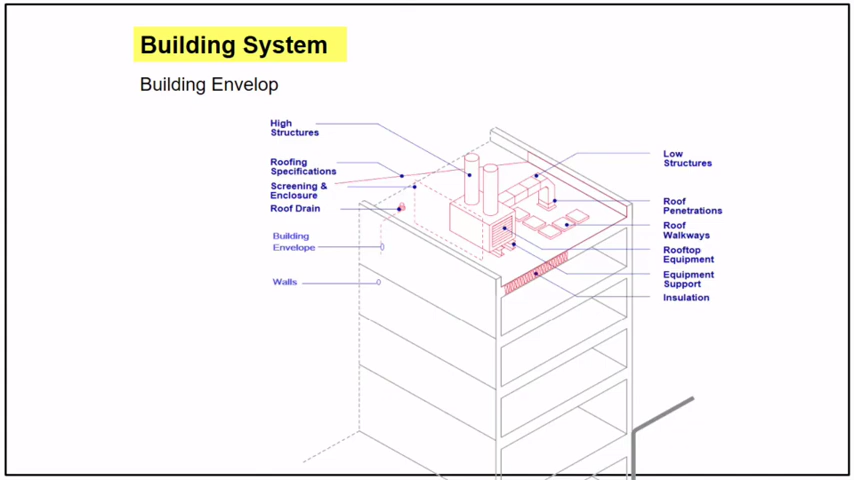 Building System
Building Envelop
High
Structures
Roofing
Specifications
Screening &
Enclosure
Roof Drain
Building
Envelope
Walls
Low
Structures
Roof
Penetrations
Roof
Walkways
Rooftop
Equipment
Equipment
Support
Insulation